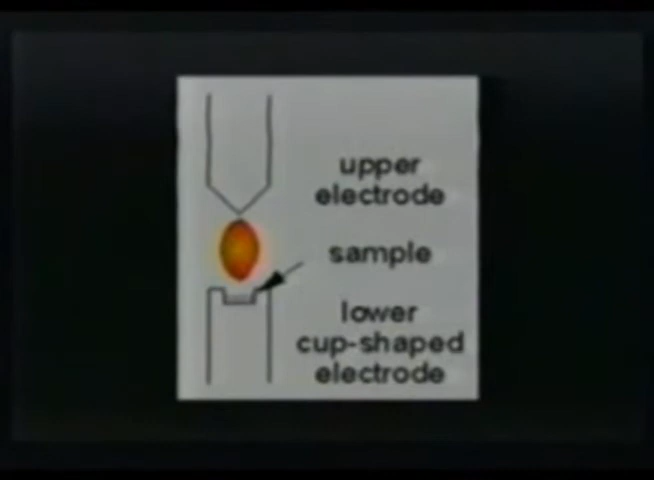 upper
electrode
sample
lower
cup-shaped
electrode